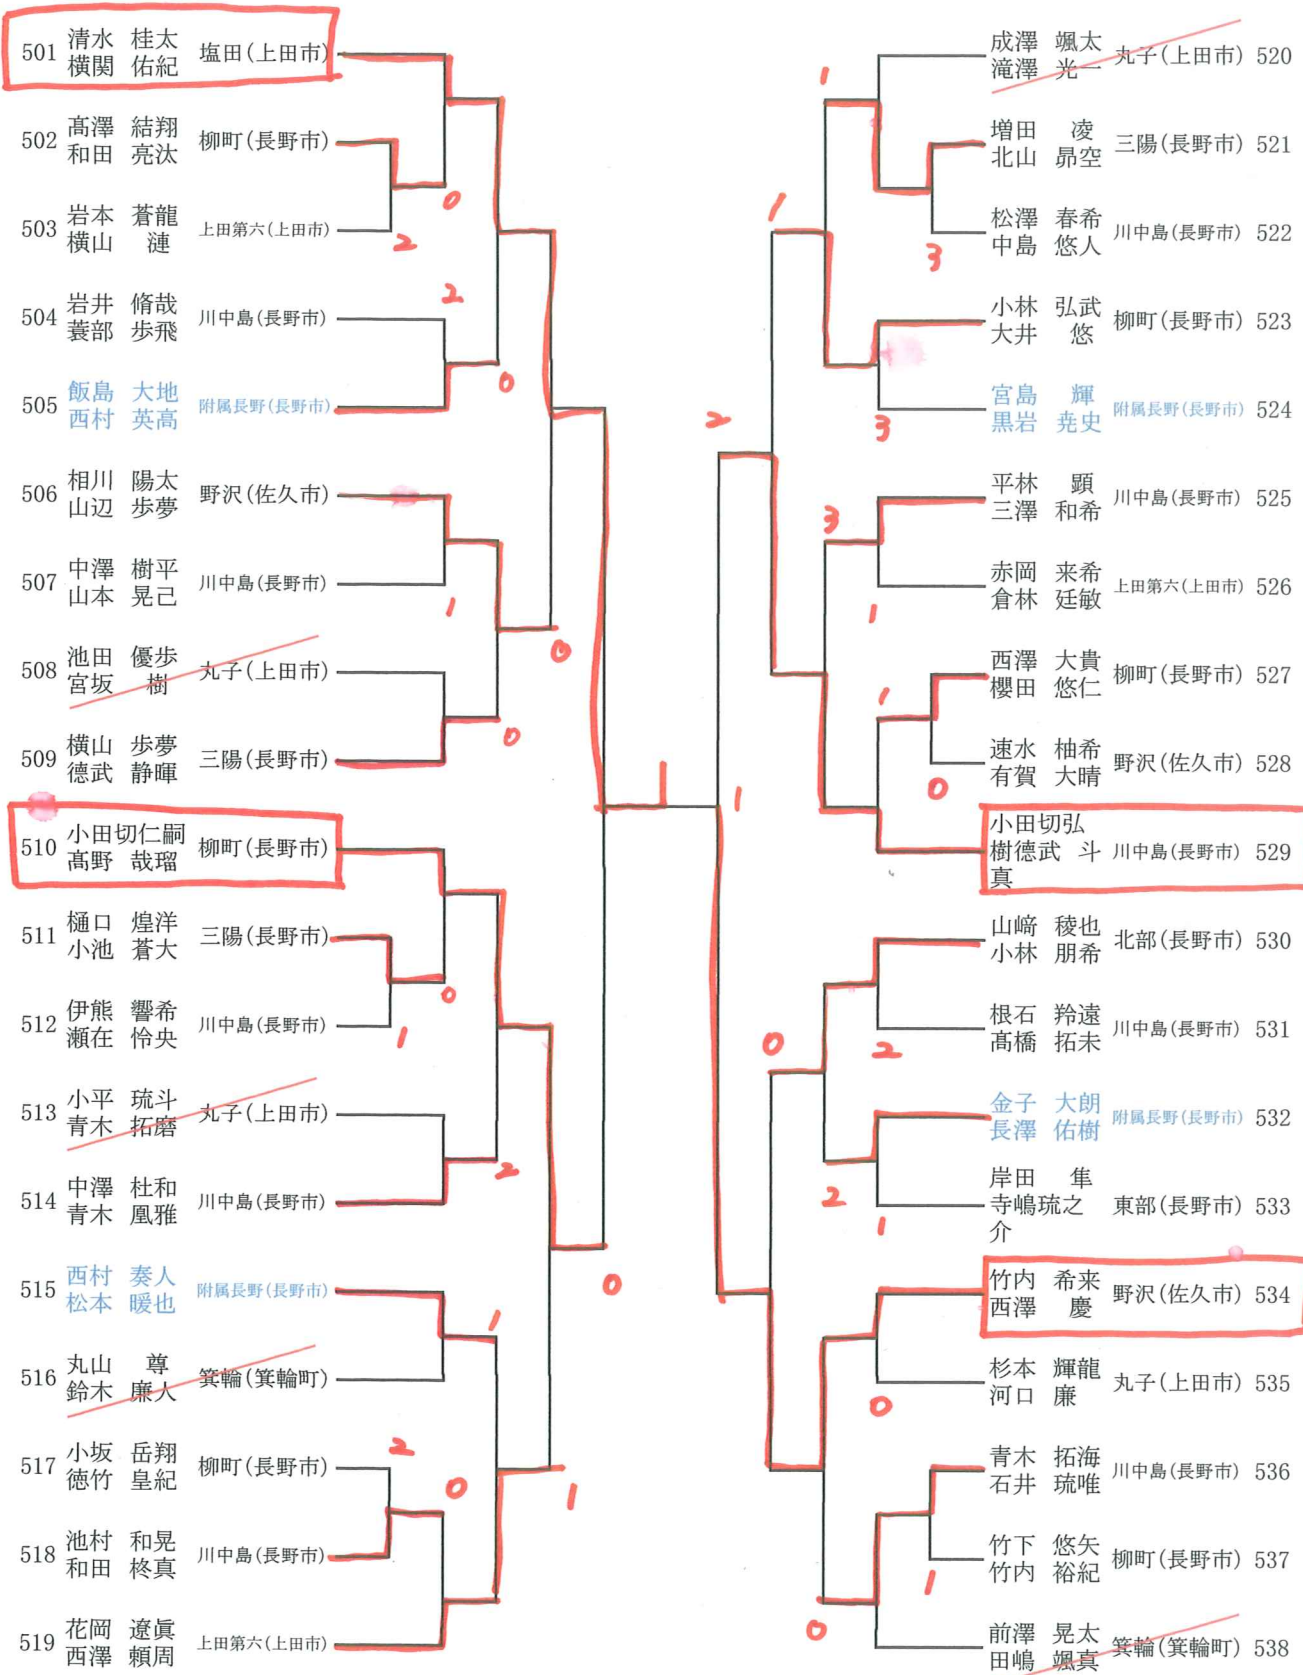 清水 桂太
501 塩田(上田市)
横関 佑紀
髙澤 結翔
502 柳町(長野市)
和田 亮汰
0
岩本 蒼龍
503 上田第六(上田市)
横山 漣
2
2
岩井 脩哉
504 川中島(長野市)
蓑部 歩飛
0
飯島 大地
505 附属長野(長野市)
西村 英高
相川 陽太
506 野沢(佐久市)
山辺 歩夢
中澤 樹平
507 川中島(長野市)
山本 晃己
1
0
池田 優歩
508 丸子(上田市)
宮坂 樹
0
横山 歩夢
509 三陽(長野市)
德武 静暉
小田切仁嗣
510 柳町(長野市)
髙野 哉瑠
樋口 煌洋
511 三陽(長野市)
小池 蒼大
0
伊熊 響希
512 川中島(長野市)
瀬在 怜央
1
小平 琉斗
513 丸子(上田市)
青木 拓磨
2
中澤 杜和
514 川中島(長野市)
青木 凰雅
西村 奏人
515 附属長野(長野市)
松本 暖也
0
1
丸山 尊
516 箕輪(箕輪町)
鈴木 廉人
2
小坂 岳翔
517 柳町(長野市)
徳竹 皇紀
0
1
池村 和晃
518 川中島(長野市)
和田 柊真
花岡 遼眞
519 上田第六(上田市)
西澤 頼周
1
成澤 颯太
丸子(上田市) 520
滝澤 光一
1
増田 凌
三陽(長野市) 521
北山 昴空
1
松澤 春希
川中島(長野市) 522
中島 悠人
3
小林 弘武
柳町(長野市) 523
大井 悠
宮島 輝
附属長野(長野市) 524
黒岩 尭史
3
2
平林 顕
川中島(長野市) 525
三澤 和希
3
赤岡 来希
上田第六(上田市) 526
倉林 廷敏
1
西澤 大貴
柳町(長野市) 527
櫻田 悠仁
1
速水 柚希
野沢(佐久市) 528
有賀 大晴
0
小田切弘
樹德武 斗 川中島(長野市) 529
真
山﨑 稜也
北部(長野市) 530
小林 朋希
根石 羚遠
川中島(長野市) 531
髙橋 拓未
2
0
金子 大朗
附属長野(長野市) 532
長澤 佑樹
2
岸田 隼
寺嶋琉之 東部(長野市) 533
介
1
竹内 希来
野沢(佐久市) 534
西澤 慶
杉本 輝龍
丸子(上田市) 535
河口 廉
0
青木 拓海
川中島(長野市) 536
石井 琉唯
竹下 悠矢
柳町(長野市) 537
竹内 裕紀
1
0
前澤 晃太
箕輪(箕輪町) 538
田嶋 颯真